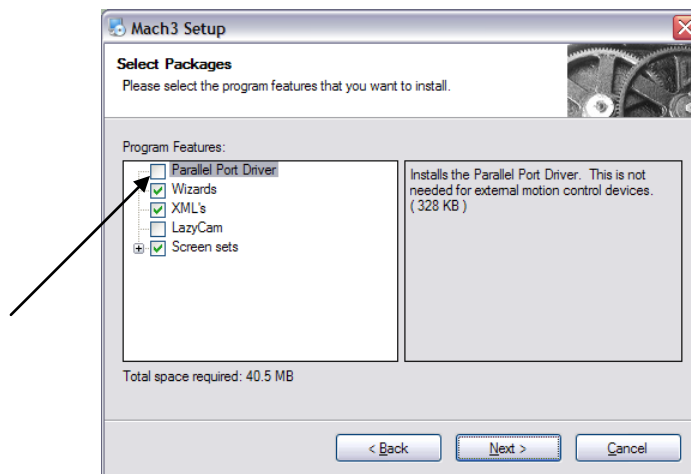 Mach3 Setup
Select Packages
Please select the program features that you want to install.
Program Features:
Parallel Port Driver
Wizards
XML's
LazyCam
Screen sets
Installs the Parallel Port Driver.  This is not
needed for external motion control devices.
( 328 KB )
Total space required: 40.5 MB
< Back
Next >
Cancel